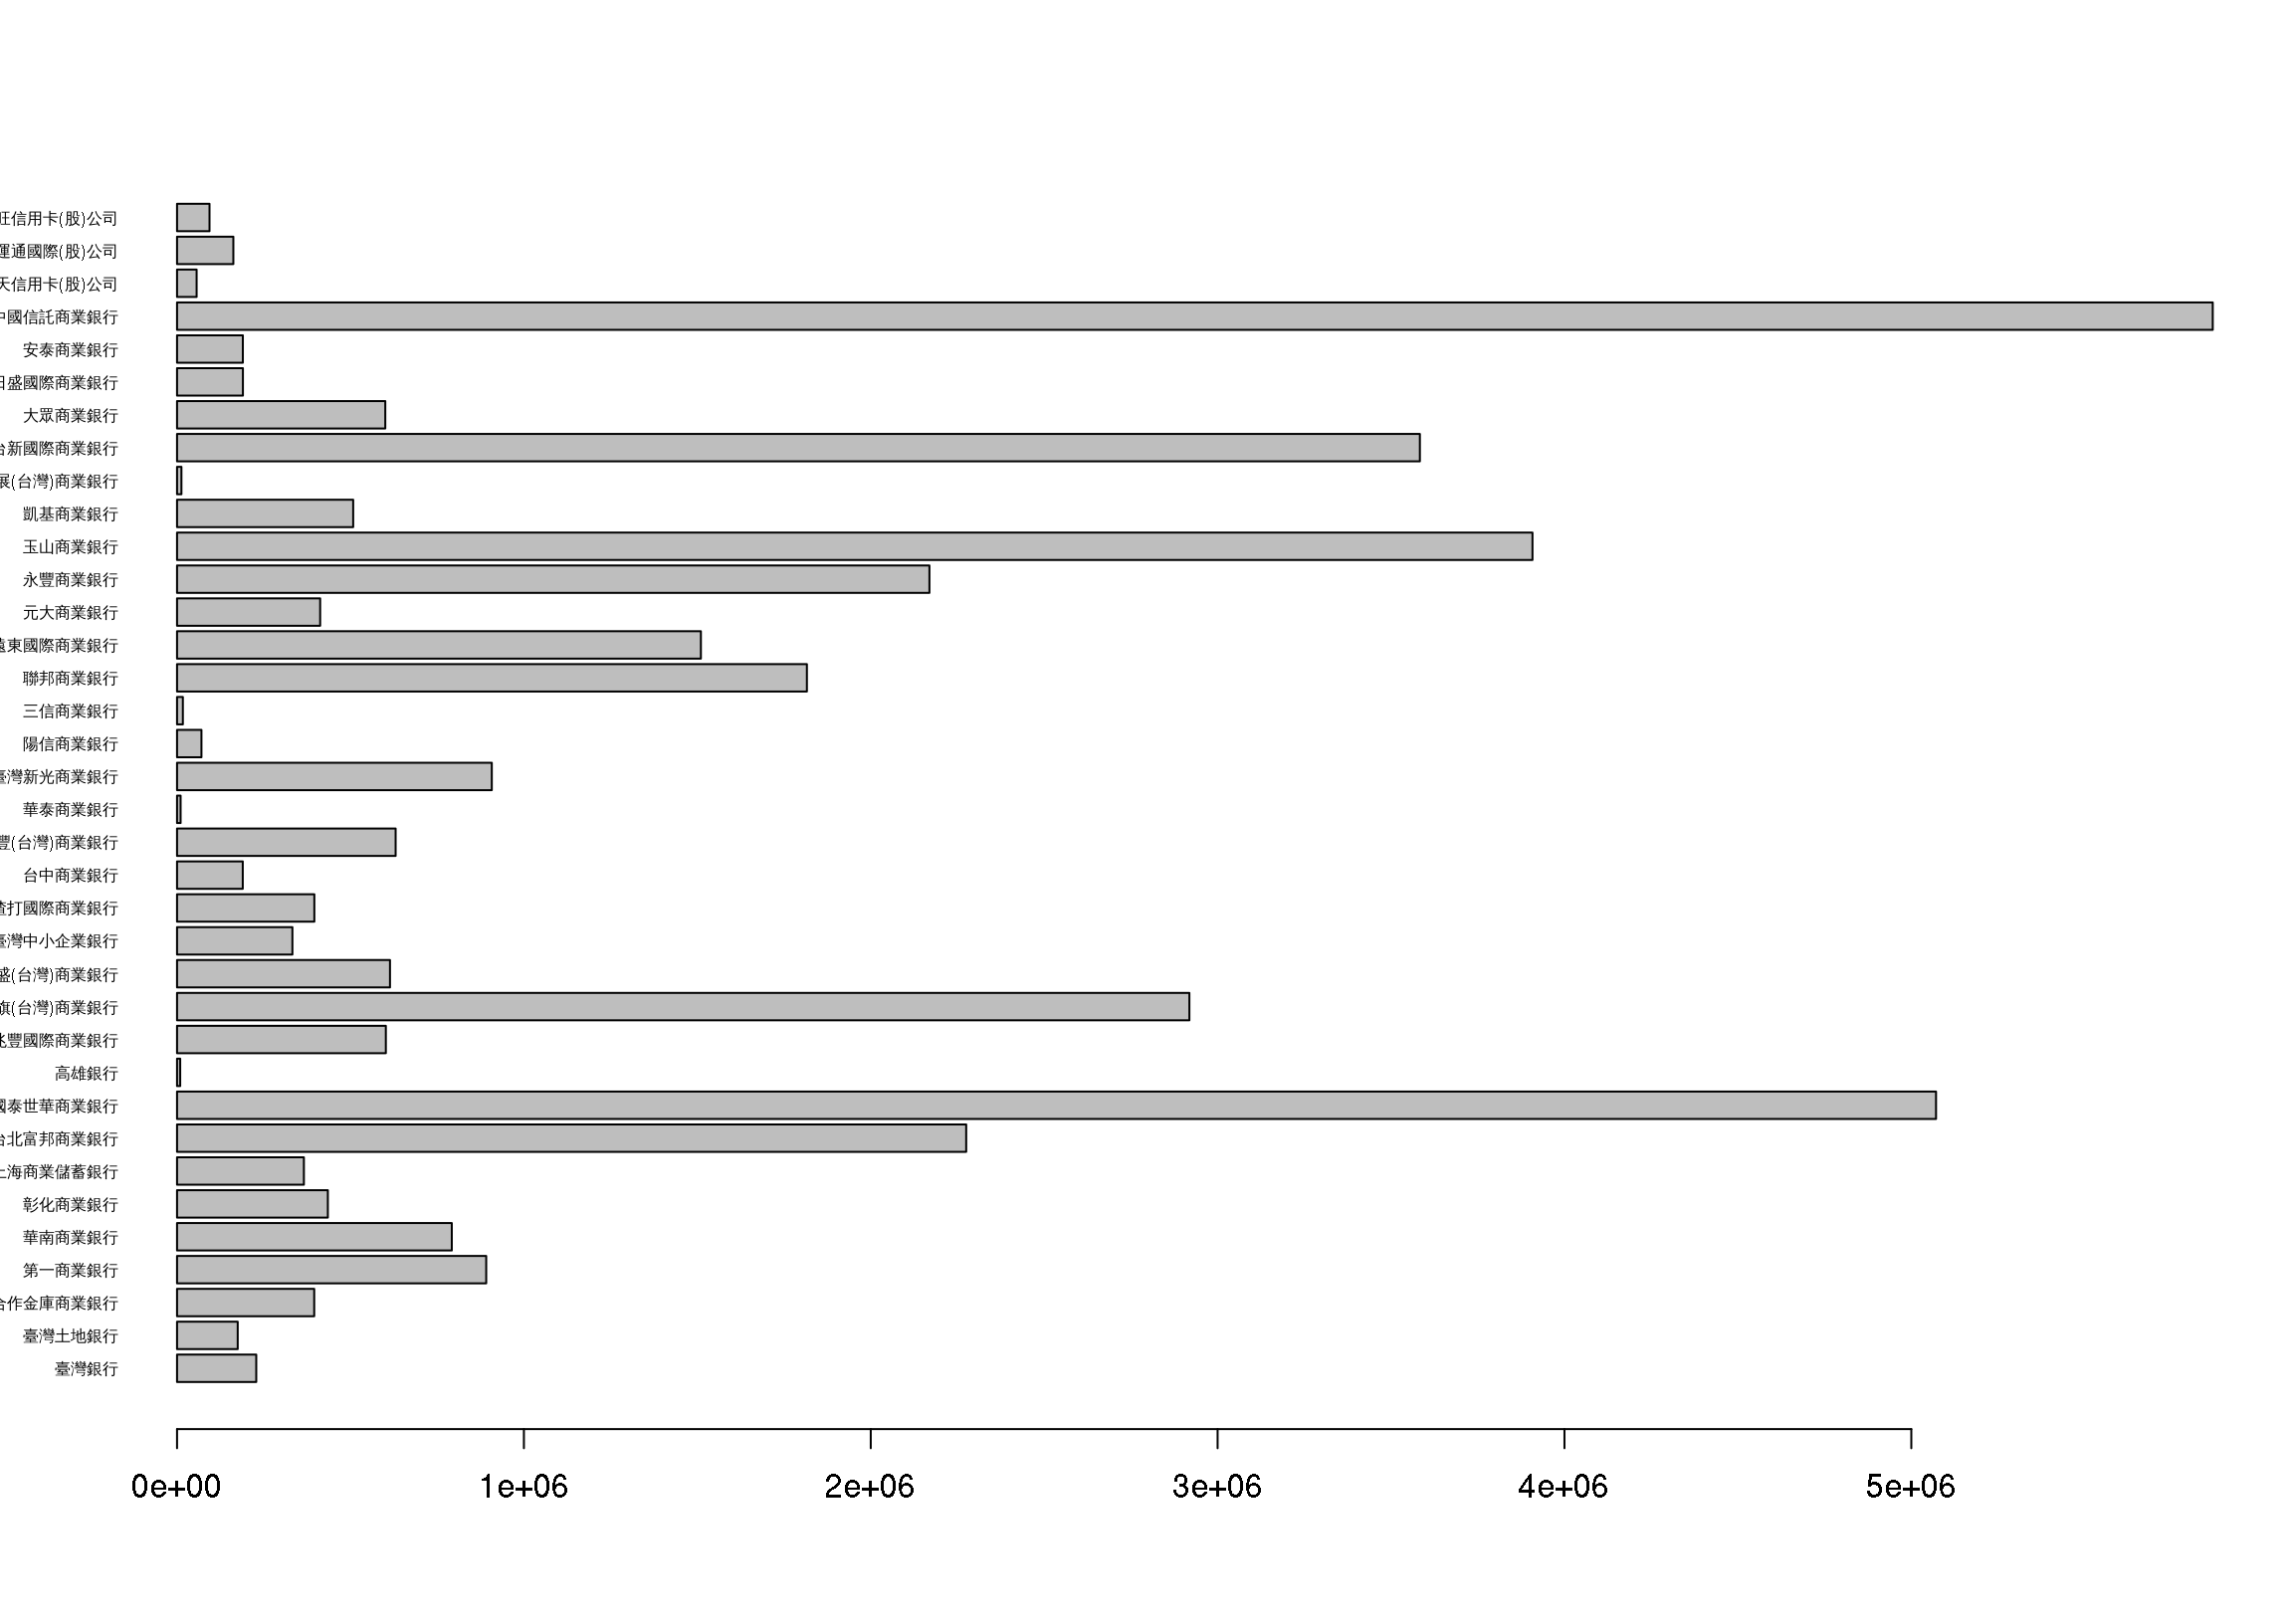 旺信用卡(股)公司
運通國際(股)公司
天信用卡(股)公司
中國信託商業銀行
安泰商業銀行
日盛國際商業銀行
大眾商業銀行
台新國際商業銀行
展(台灣)商業銀行
凱基商業銀行
玉山商業銀行
永豐商業銀行
元大商業銀行
遠東國際商業銀行
聯邦商業銀行
三信商業銀行
陽信商業銀行
臺灣新光商業銀行
華泰商業銀行
豐(台灣)商業銀行
台中商業銀行
渣打國際商業銀行
臺灣中小企業銀行
盛(台灣)商業銀行
旗(台灣)商業銀行
兆豐國際商業銀行
高雄銀行
國泰世華商業銀行
台北富邦商業銀行
上海商業儲蓄銀行
彰化商業銀行
華南商業銀行
第一商業銀行
合作金庫商業銀行
臺灣土地銀行
臺灣銀行
0e+00 1e+06 2e+06 3e+06 4e+06 5e+06